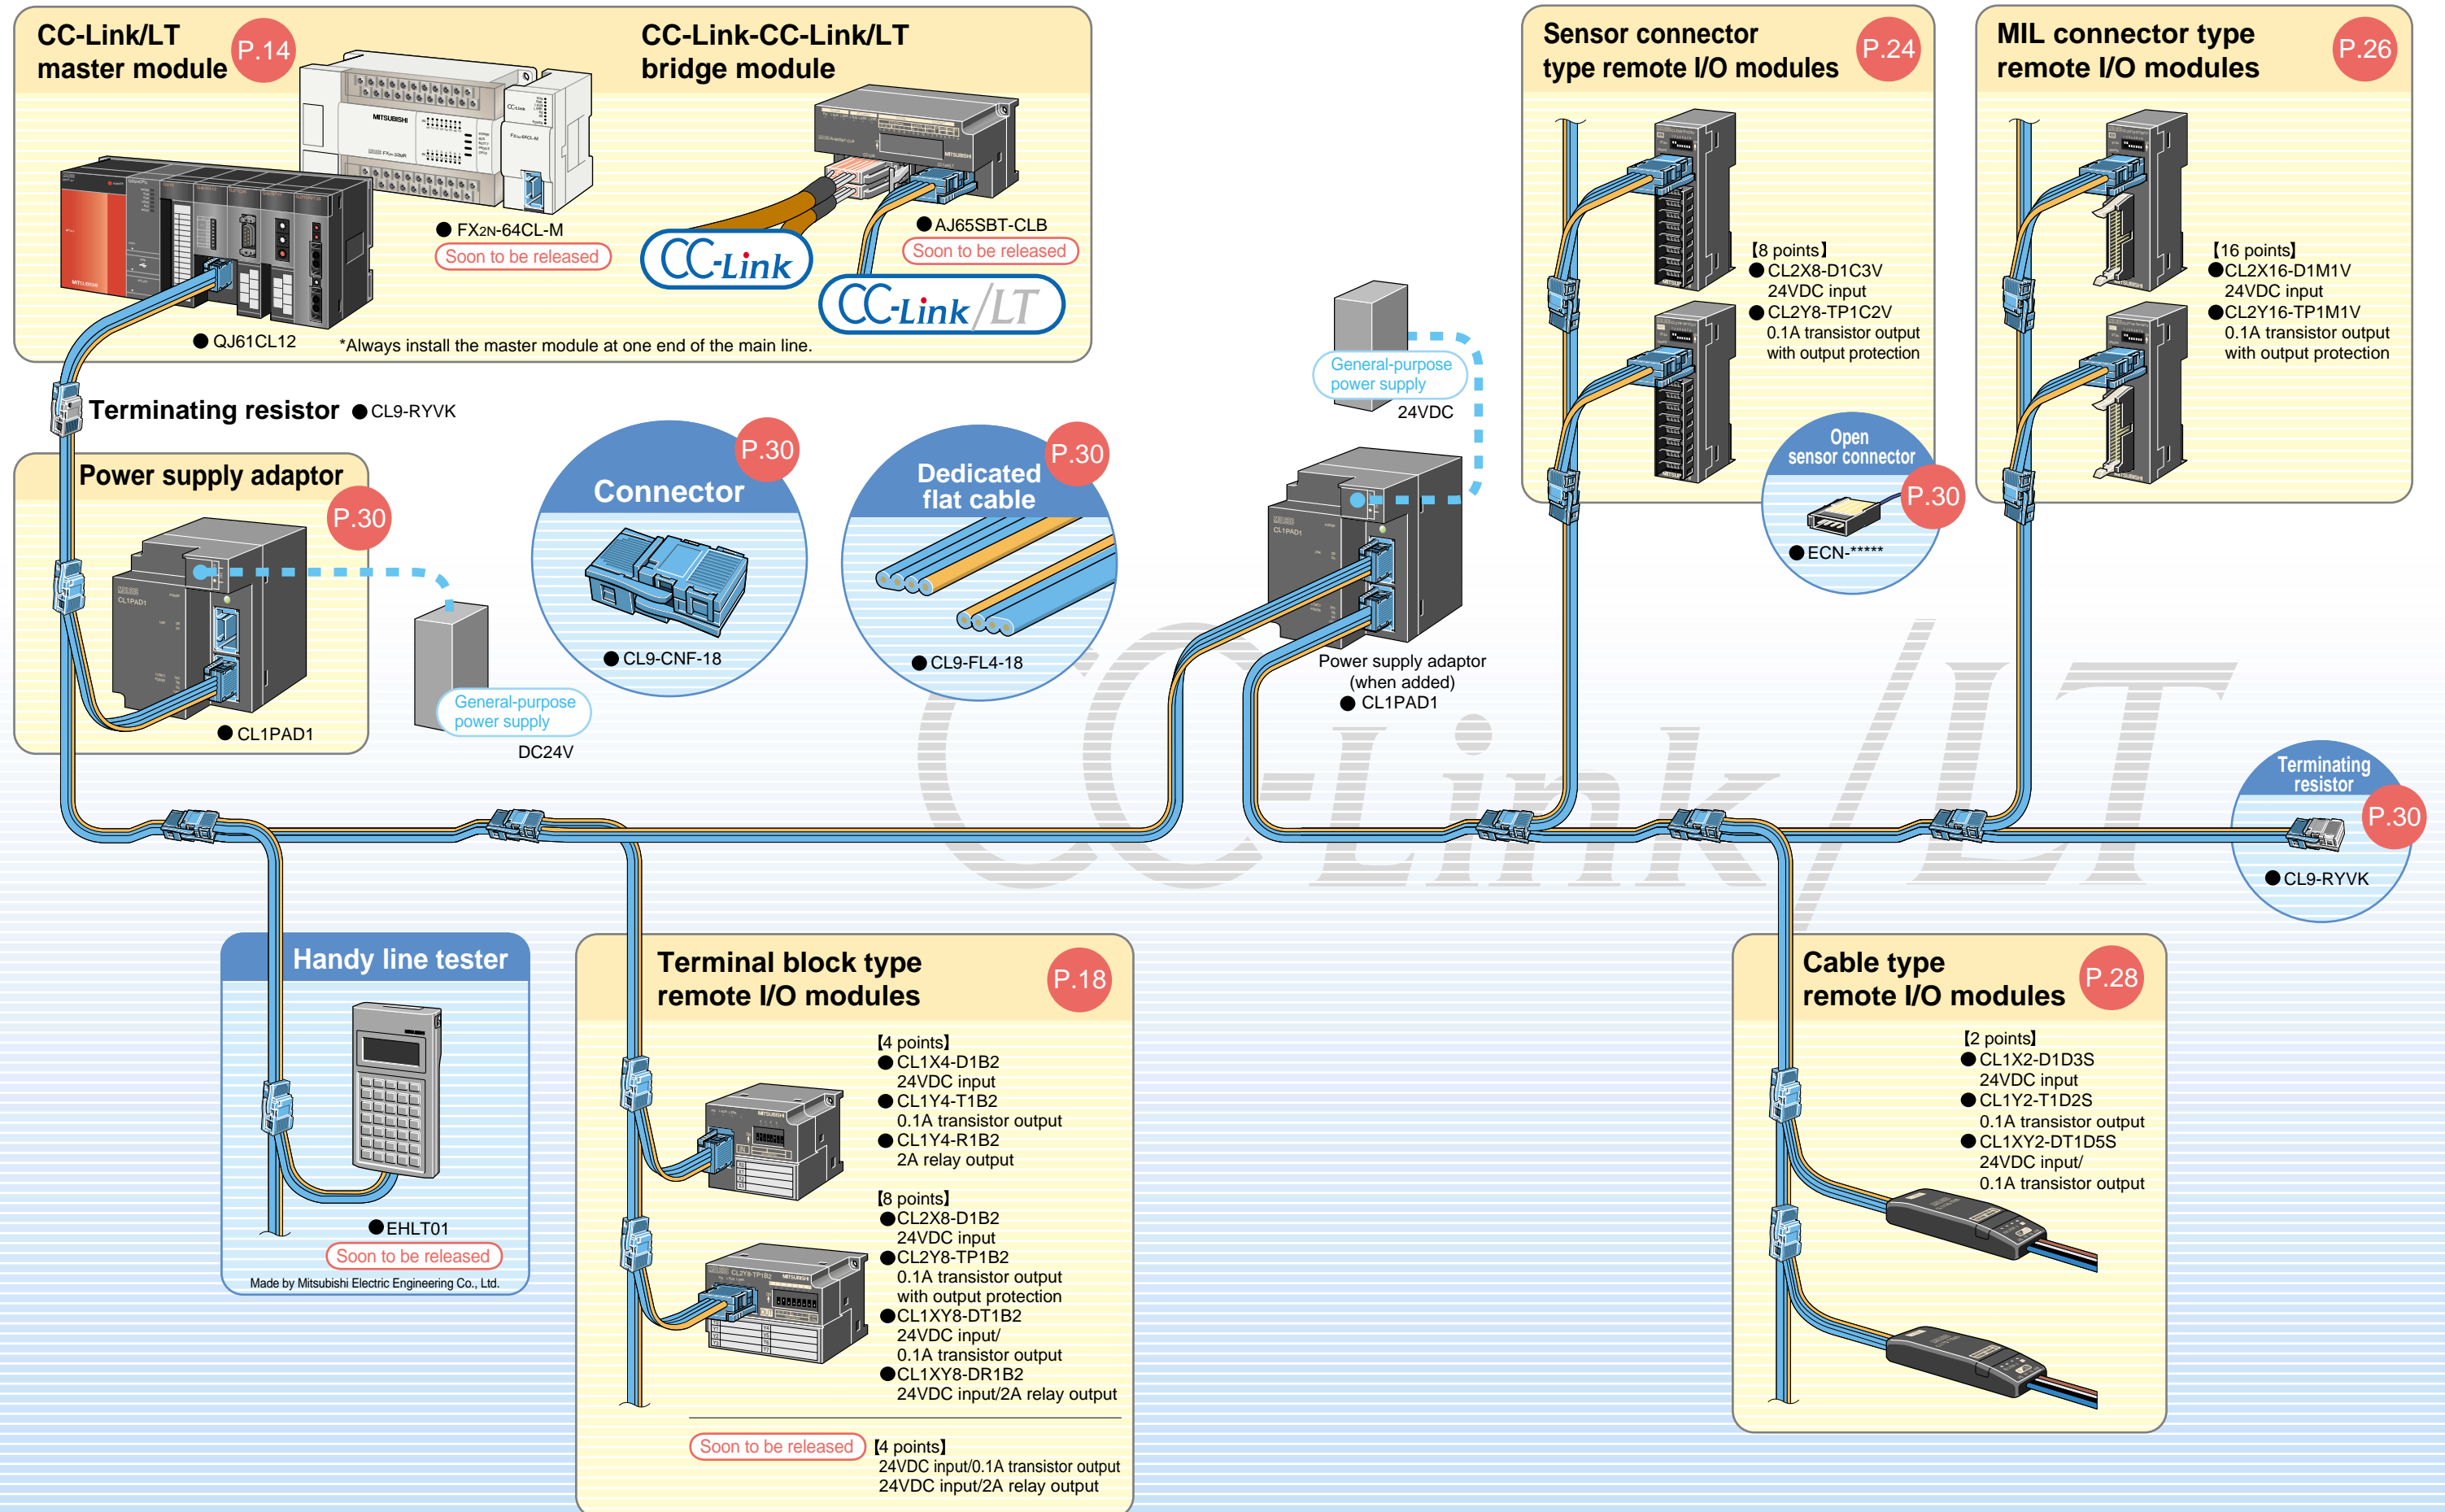 CC-Link/LT
master module
P.14
CC-Link-CC-Link/LT
bridge module
MITSUBISHI
CC-Link
MITSUBISHI
MITSUBISHI
● FX2N-64CL-M
Soon to be released
● AJ65SBT-CLB
Soon to be released
CC-Link
CC-Link/LT
● QJ61CL12
*Always install the master module at one end of the main line.
Terminating resistor ● CL9-RYVK
Power supply adaptor
P.30
CL1PAD1
● CL1PAD1
General-purpose
power supply
DC24V
Connector
P.30
● CL9-CNF-18
Dedicated
flat cable
P.30
● CL9-FL4-18
General-purpose
power supply
24VDC
CL1PAD1
Power supply adaptor
(when added)
● CL1PAD1
Sensor connector
type remote I/O modules
P.24
【8 points】
● CL2X8-D1C3V
24VDC input
● CL2Y8-TP1C2V
0.1A transistor output
with output protection
Open
sensor connector
P.30
● ECN-*****
MIL connector type
remote I/O modules
P.26
【16 points】
● CL2X16-D1M1V
24VDC input
● CL2Y16-TP1M1V
0.1A transistor output
with output protection
CC-Link/LT
Terminating
resistor
P.30
● CL9-RYVK
Handy line tester
● EHLT01
Soon to be released
Made by Mitsubishi Electric Engineering Co., Ltd.
Terminal block type
remote I/O modules
P.18
【4 points】
● CL1X4-D1B2
24VDC input
● CL1Y4-T1B2
0.1A transistor output
● CL1Y4-R1B2
2A relay output
MITSUBISHI
【8 points】
● CL2X8-D1B2
24VDC input
● CL2Y8-TP1B2
0.1A transistor output
with output protection
● CL1XY8-DT1B2
24VDC input/
0.1A transistor output
● CL1XY8-DR1B2
24VDC input/2A relay output
CL2Y8-TP1B2
MITSUBISHI
Soon to be released
【4 points】
24VDC input/0.1A transistor output
24VDC input/2A relay output
Cable type
remote I/O modules
P.28
【2 points】
● CL1X2-D1D3S
24VDC input
● CL1Y2-T1D2S
0.1A transistor output
● CL1XY2-DT1D5S
24VDC input/
0.1A transistor output